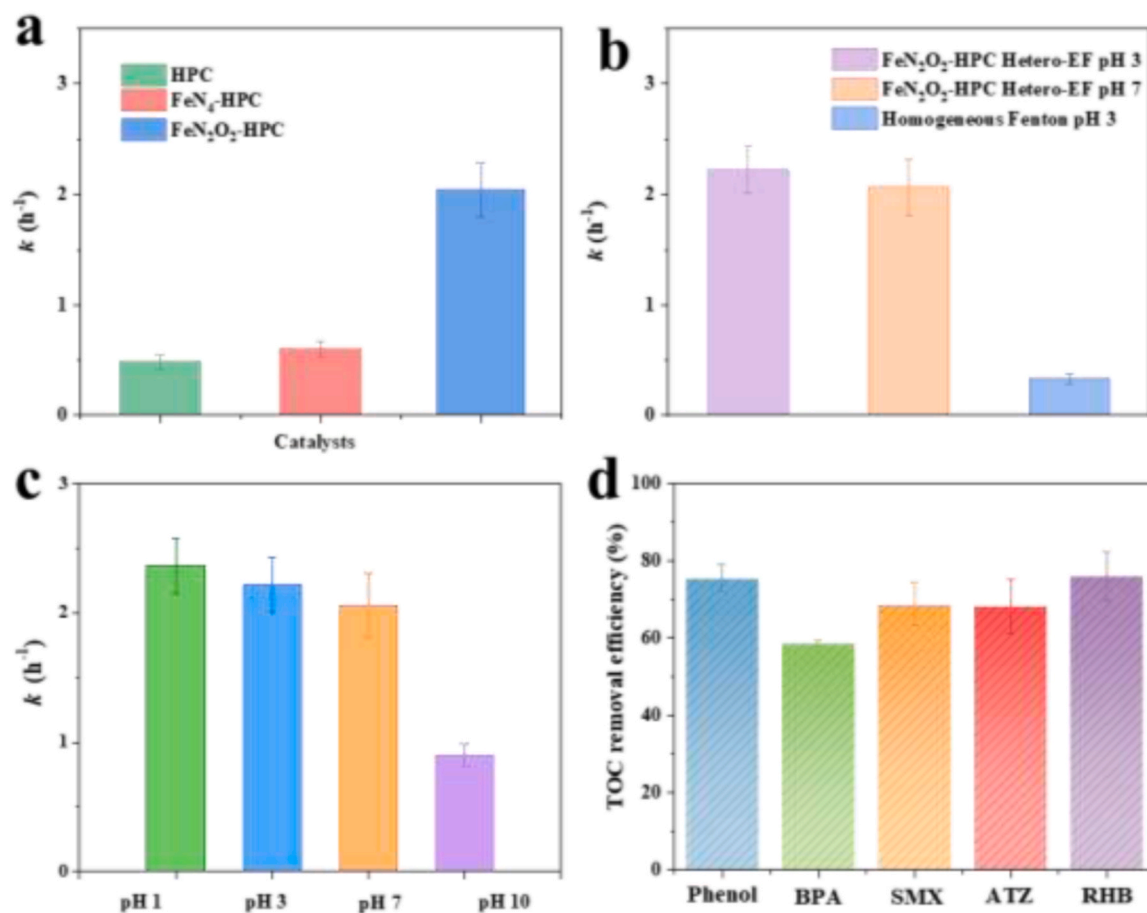 a
HPC
FeN₄-HPC
FeN₂O₂-HPC
3
2
1
0
k (h⁻¹)
Catalysts
b
FeN₂O₂-HPC Hetero-EF pH 3
FeN₂O₂-HPC Hetero-EF pH 7
Homogeneous Fenton pH 3
3
2
1
0
k (h⁻¹)
c
3
2
1
0
k (h⁻¹)
pH 1 pH 3 pH 7 pH 10
d
100
80
60
40
20
0
TOC removal efficiency (%)
Phenol BPA SMX ATZ RHB